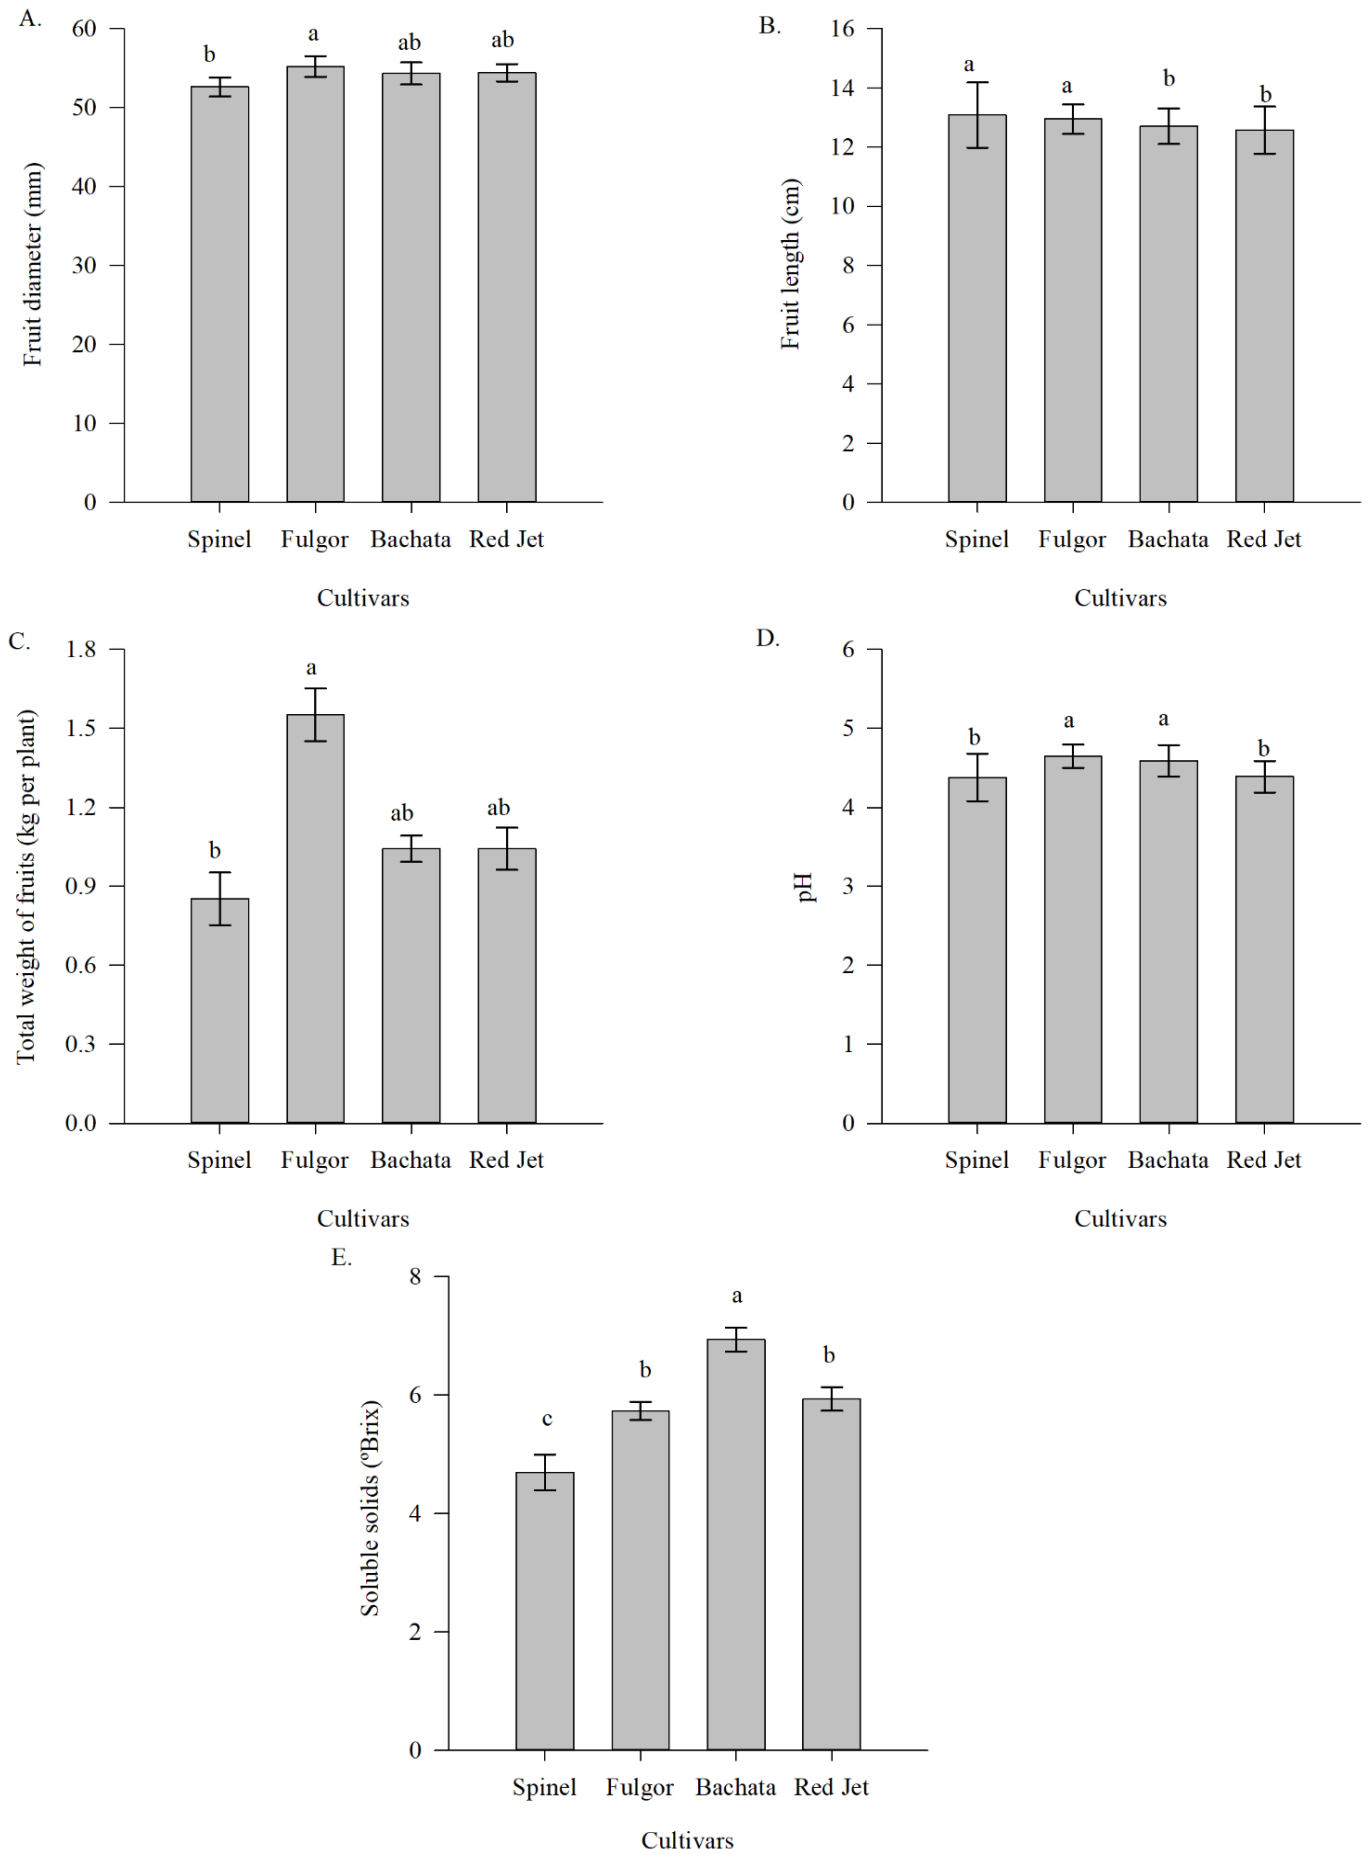 A.
60
50
40
30
20
10
0
Fruit diameter (mm)
b
a
ab
ab
Spinel
Fulgor
Bachata
Red Jet
Cultivars
B.
16
14
12
10
8
6
4
2
0
Fruit length (cm)
a
a
b
b
Spinel
Fulgor
Bachata
Red Jet
Cultivars
C.
1.8
1.5
1.2
0.9
0.6
0.3
0.0
Total weight of fruits (kg per plant)
b
a
ab
ab
Spinel
Fulgor
Bachata
Red Jet
Cultivars
D.
6
5
4
3
2
1
0
pH
b
a
a
b
Spinel
Fulgor
Bachata
Red Jet
Cultivars
E.
8
6
4
2
0
Soluble solids (ºBrix)
c
b
a
b
Spinel
Fulgor
Bachata
Red Jet
Cultivars